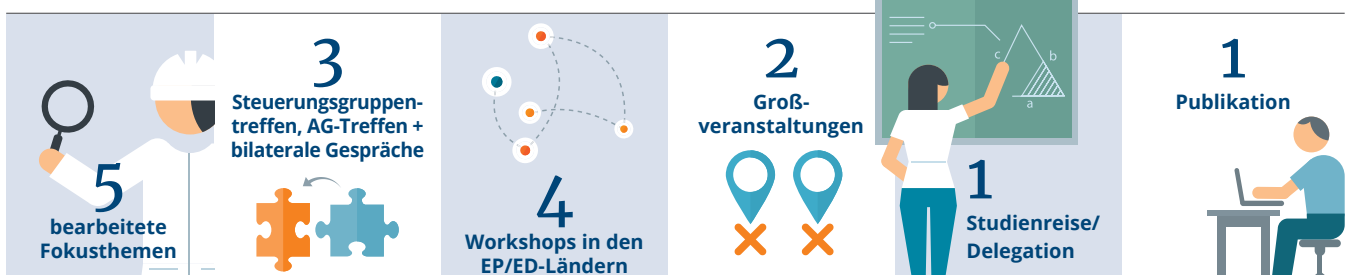 5
bearbeitete
Fokusthemen
3
Steuerungsgruppen-
treffen, AG-Treffen +
bilaterale Gespräche
4
Workshops in den
EP/ED-Ländern
2
Groß-
veranstaltungen
c
b
a
1
Studienreise/
Delegation
1
Publikation